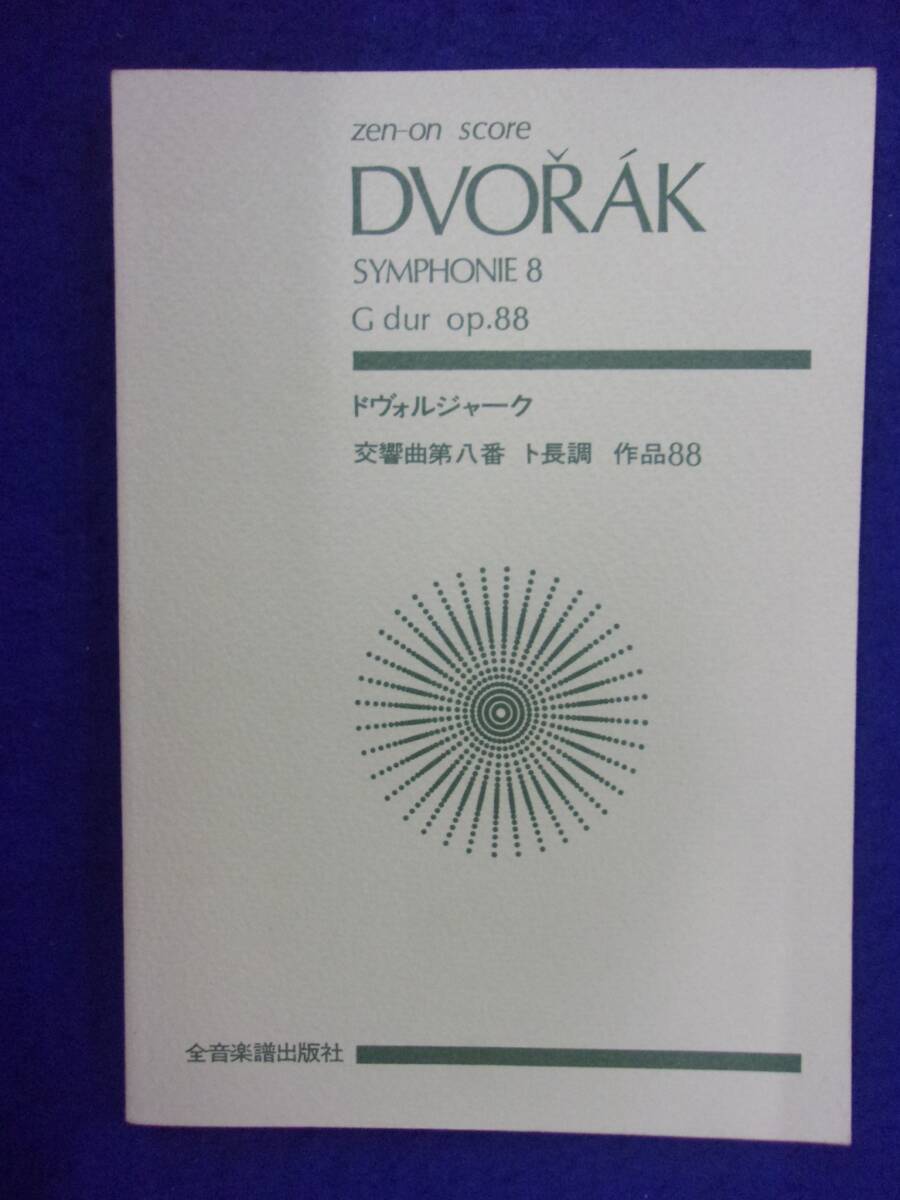 zen-on score
DVOŘÁK
SYMPHONIE 8
G dur op.88
ドヴォルジャーク
交響曲第八番 ト長調 作品88
全音楽譜出版社